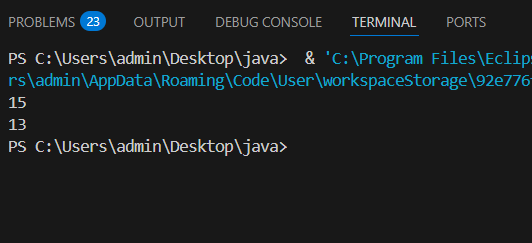 PROBLEMS 23 OUTPUT DEBUG CONSOLE TERMINAL PORTS
PS C:\Users\admin\Desktop\java>  & 'C:\Program Files\Eclip
rs\admin\AppData\Roaming\Code\User\workspaceStorage\92e776
15
13
PS C:\Users\admin\Desktop\java>